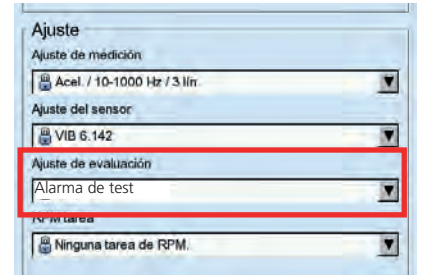 Ajuste
Ajuste de medición
Acel. / 10-1000 Hz / 3 lín.
Ajuste del sensor
VIB 6.142
Ajuste de evaluación
Alarma de test
RPM tarea
Ninguna tarea de RPM.